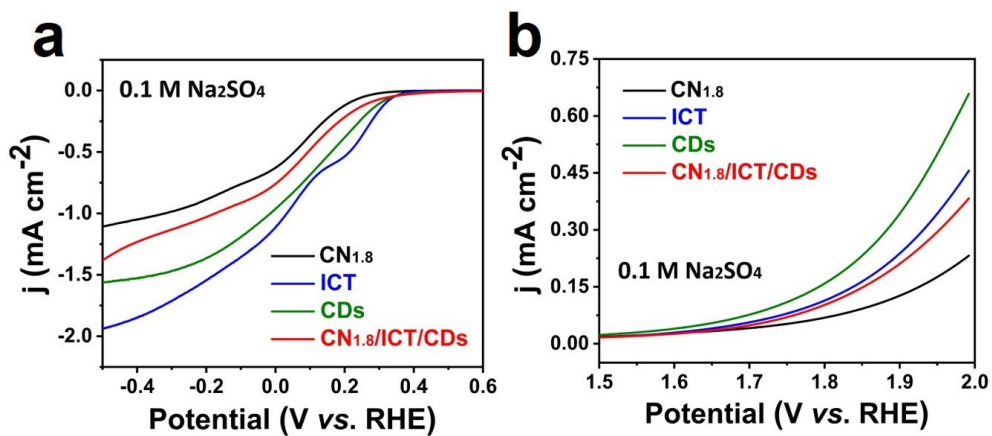 a
0.1 M Na₂SO₄
0.0
-0.5
-1.0
-1.5
-2.0
j (mA cm⁻²)
CN₁.₈
ICT
CDs
CN₁.₈/ICT/CDs
-0.4 -0.2 0.0 0.2 0.4 0.6
Potential (V vs. RHE)
b
0.75
0.60
0.45
0.30
0.15
0.00
j (mA cm⁻²)
CN₁.₈
ICT
CDs
CN₁.₈/ICT/CDs
0.1 M Na₂SO₄
1.5 1.6 1.7 1.8 1.9 2.0
Potential (V vs. RHE)